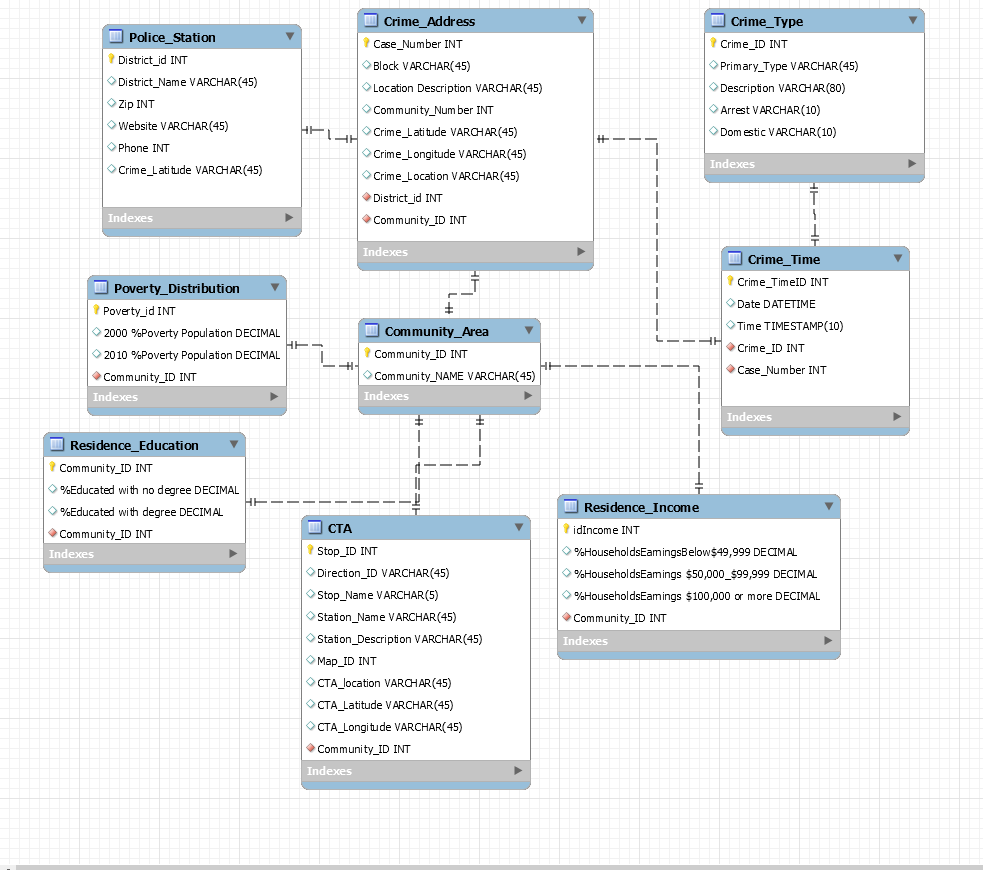 Police_Station
District_id INT
District_Name VARCHAR(45)
Zip INT
Website VARCHAR(45)
Phone INT
Crime_Latitude VARCHAR(45)
Indexes
Crime_Address
Case_Number INT
Block VARCHAR(45)
Location Description VARCHAR(45)
Community_Number INT
Crime_Latitude VARCHAR(45)
Crime_Longitude VARCHAR(45)
Crime_Location VARCHAR(45)
District_id INT
Community_ID INT
Indexes
Crime_Type
Crime_ID INT
Primary_Type VARCHAR(45)
Description VARCHAR(80)
Arrest VARCHAR(10)
Domestic VARCHAR(10)
Indexes
Poverty_Distribution
Poverty_id INT
2000 %Poverty Population DECIMAL
2010 %Poverty Population DECIMAL
Community_ID INT
Indexes
Community_Area
Community_ID INT
Community_NAME VARCHAR(45)
Indexes
Crime_Time
Crime_TimeID INT
Date DATETIME
Time TIMESTAMP(10)
Crime_ID INT
Case_Number INT
Indexes
Residence_Education
Community_ID INT
%Educated with no degree DECIMAL
%Educated with degree DECIMAL
Community_ID INT
Indexes
CTA
Stop_ID INT
Direction_ID VARCHAR(45)
Stop_Name VARCHAR(5)
Station_Name VARCHAR(45)
Station_Description VARCHAR(45)
Map_ID INT
CTA_location VARCHAR(45)
CTA_Latitude VARCHAR(45)
CTA_Longitude VARCHAR(45)
Community_ID INT
Indexes
Residence_Income
idIncome INT
%HouseholdsEarningsBelow$49,999 DECIMAL
%HouseholdsEarnings $50,000_$99,999 DECIMAL
%HouseholdsEarnings $100,000 or more DECIMAL
Community_ID INT
Indexes